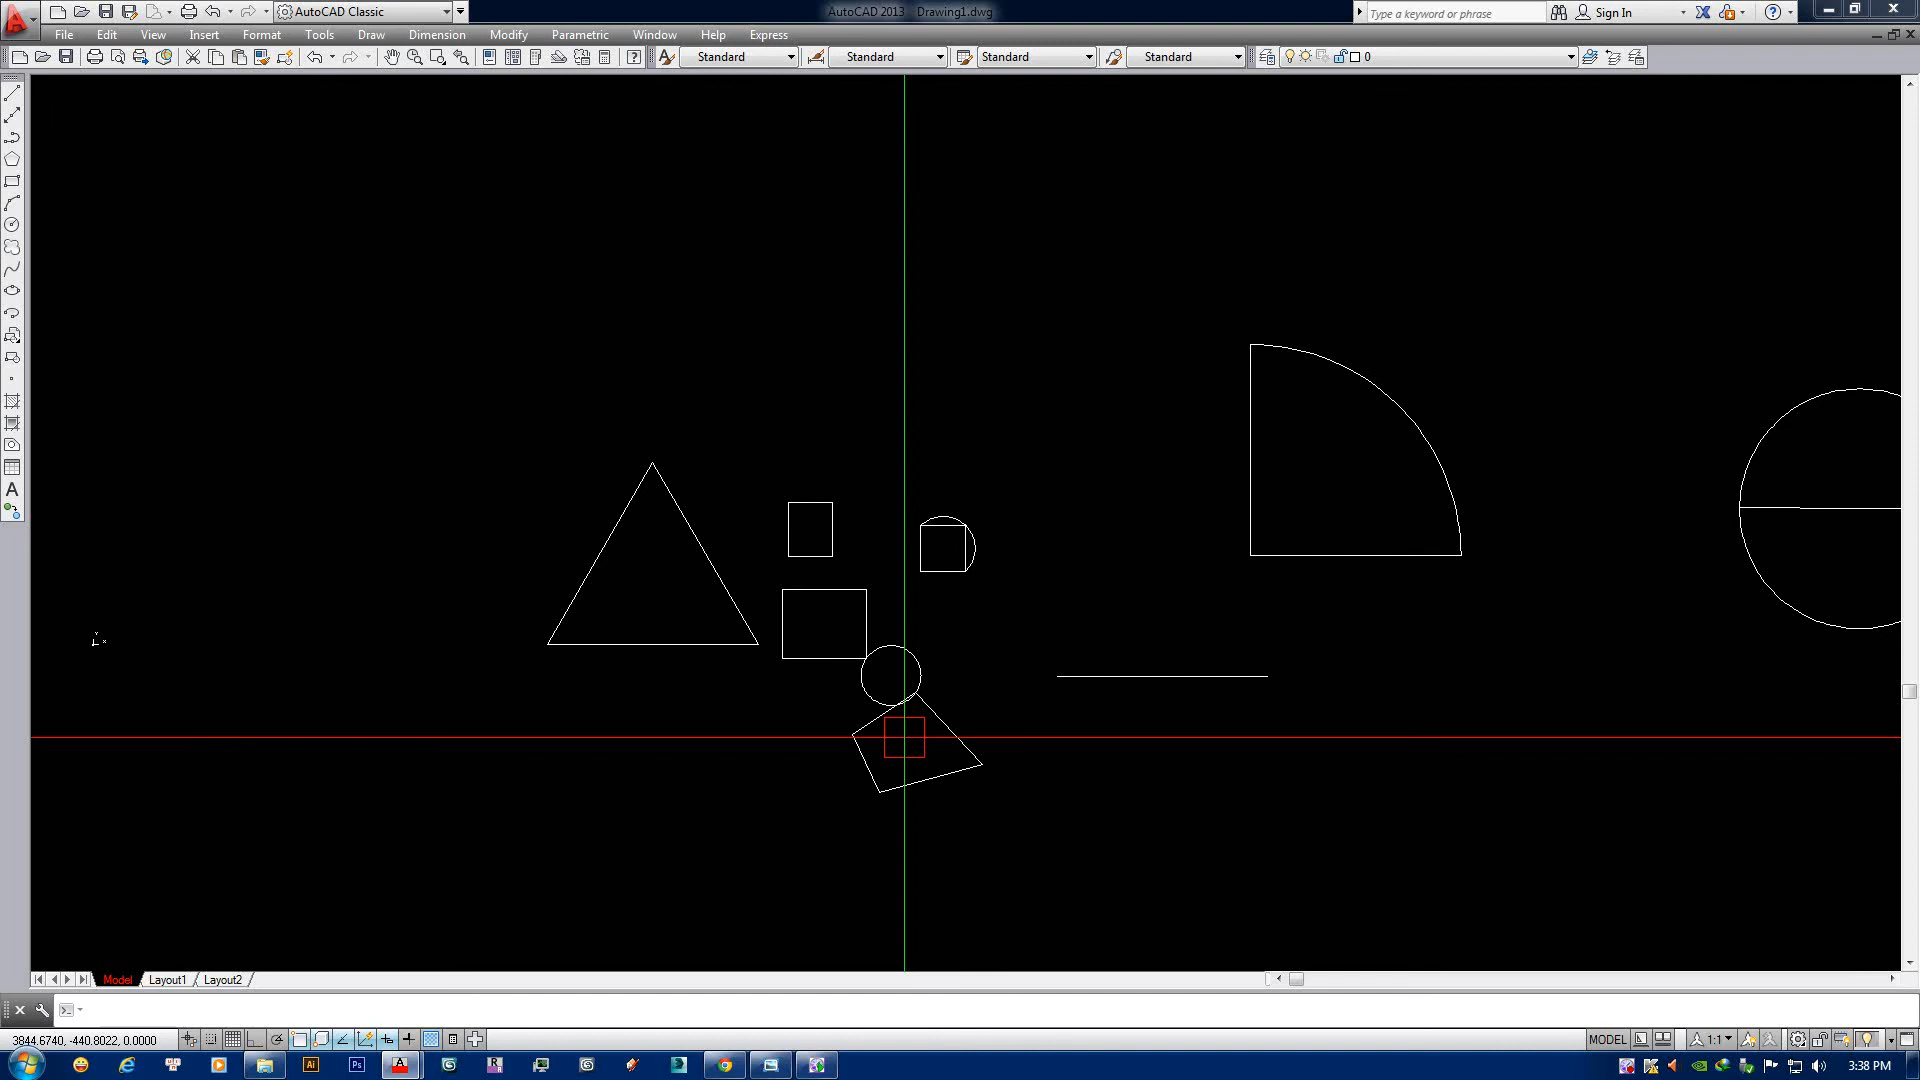 AutoCAD Classic
AutoCAD 2013 Drawing1.dwg
Type a keyword or phrase
Sign In
File Edit View Insert Format Tools Draw Dimension Modify Parametric Window Help Express
Standard Standard Standard Standard 0
A
Y
X
Model Layout1 Layout2
3844.6740, -440.8022, 0.0000 MODEL 1:1
Ai Ps A R 3:38 PM